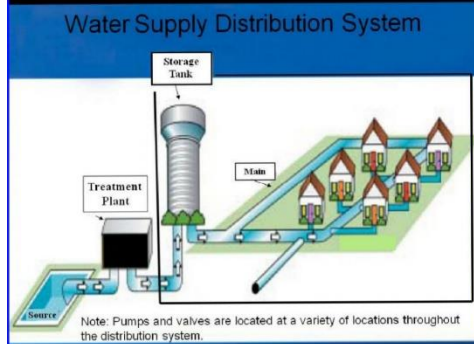 Water Supply Distribution System
Storage
Tank
Main
Treatment
Plant
Source
Note: Pumps and valves are located at a variety of locations throughout
the distribution system.